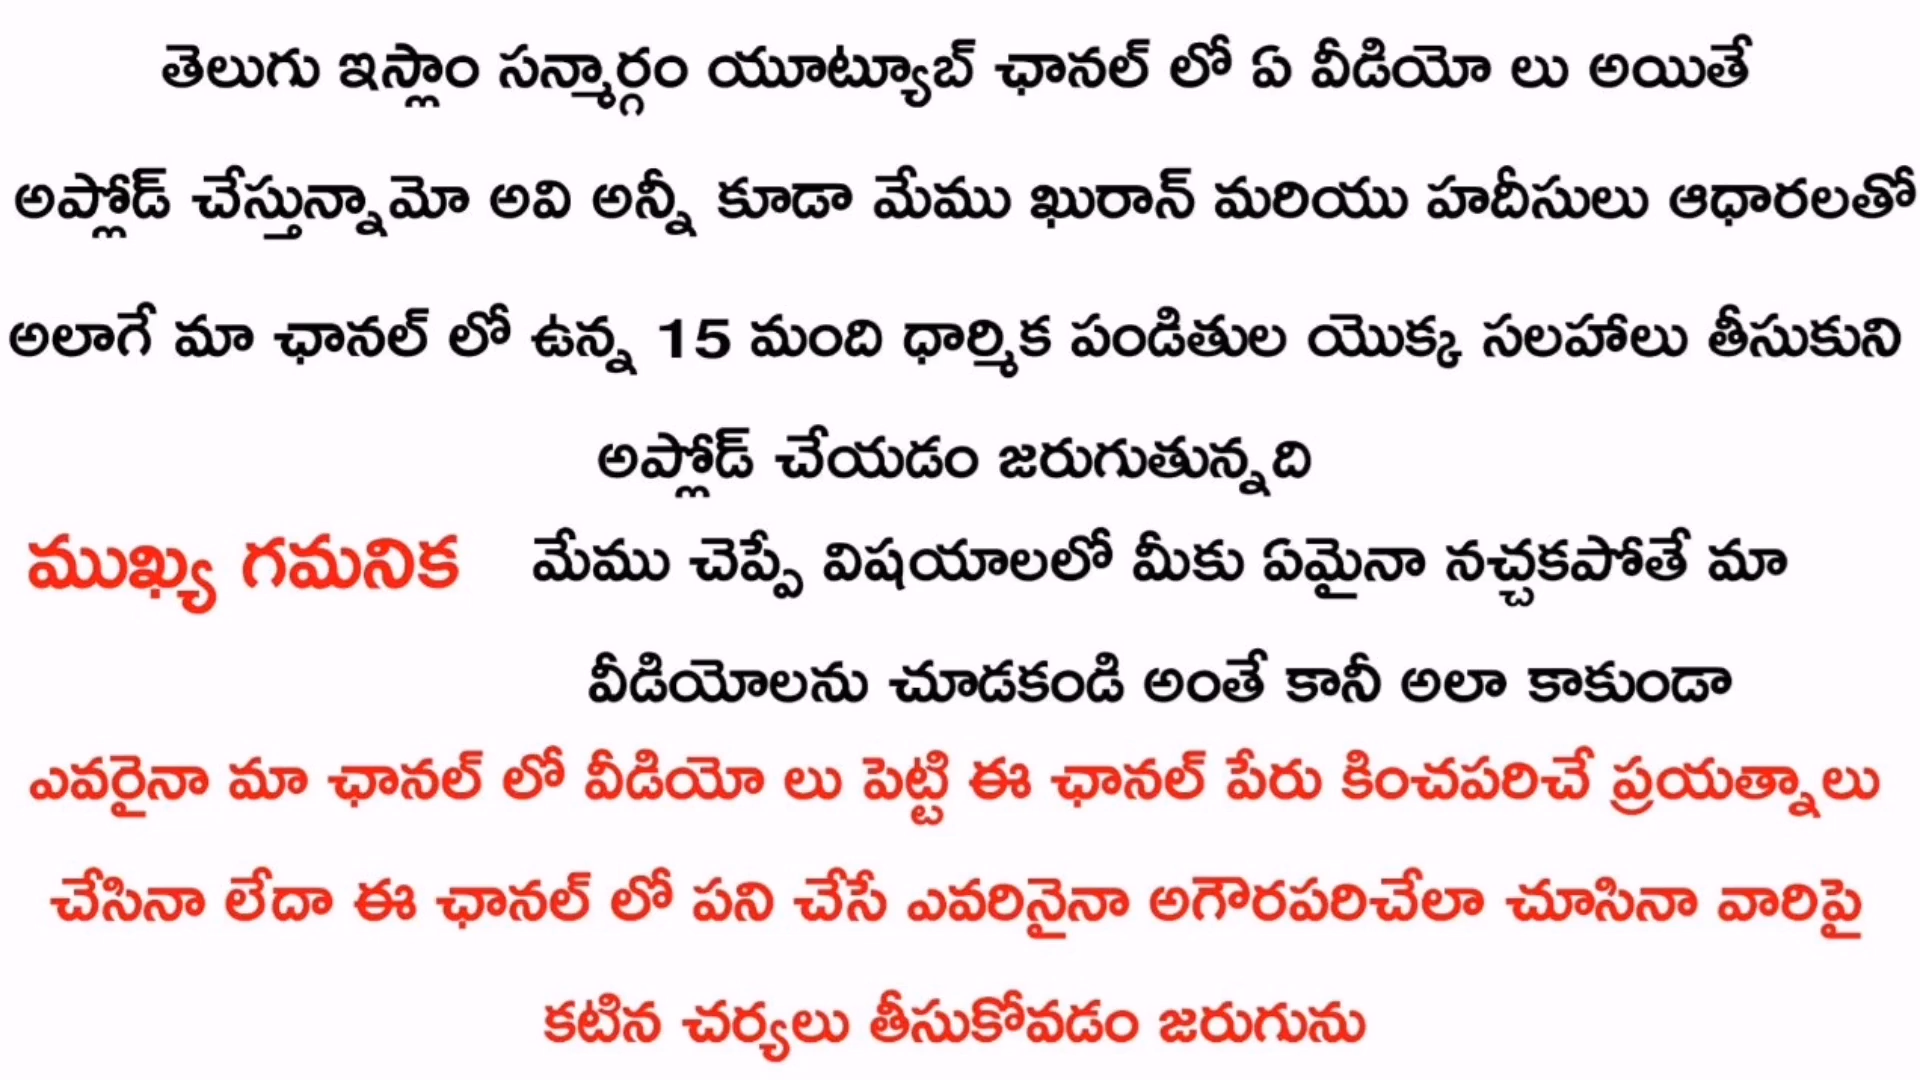 తెలుగు ఇస్లాం సన్మార్గం యూట్యూబ్ ఛానల్ లో ఏ వీడియో లు అయితే
అప్లోడ్ చేస్తున్నామో అవి అన్నీ కూడా మేము ఖురాన్ మరియు హదీసులు ఆధారలతో
అలాగే మా ఛానల్ లో ఉన్న 15 మంది ధార్మిక పండితుల యొక్క సలహాలు తీసుకుని
అప్లోడ్ చేయడం జరుగుతున్నది
ముఖ్య గమనిక మేము చెప్పే విషయాలలో మీకు ఏమైనా నచ్చకపోతే మా
వీడియోలను చూడకండి అంతే కానీ అలా కాకుండా
ఎవరైనా మా ఛానల్ లో వీడియో లు పెట్టి ఈ ఛానల్ పేరు కించపరిచే ప్రయత్నాలు
చేసినా లేదా ఈ ఛానల్ లో పని చేసే ఎవరినైనా అగౌరపరిచేలా చూసినా వారిపై
కటిన చర్యలు తీసుకోవడం జరుగును